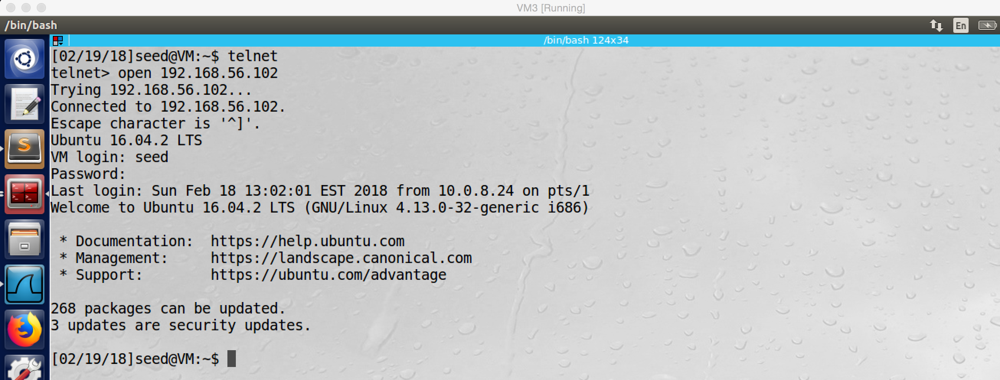 VM3 [Running]
/bin/bash
En
/bin/bash 124x34
[02/19/18]seed@VM:~$ telnet
telnet> open 192.168.56.102
Trying 192.168.56.102...
Connected to 192.168.56.102.
Escape character is '^]'.
Ubuntu 16.04.2 LTS
VM login: seed
Password:
Last login: Sun Feb 18 13:02:01 EST 2018 from 10.0.8.24 on pts/1
Welcome to Ubuntu 16.04.2 LTS (GNU/Linux 4.13.0-32-generic i686)
 * Documentation:  https://help.ubuntu.com
 * Management:     https://landscape.canonical.com
 * Support:        https://ubuntu.com/advantage
268 packages can be updated.
3 updates are security updates.
[02/19/18]seed@VM:~$